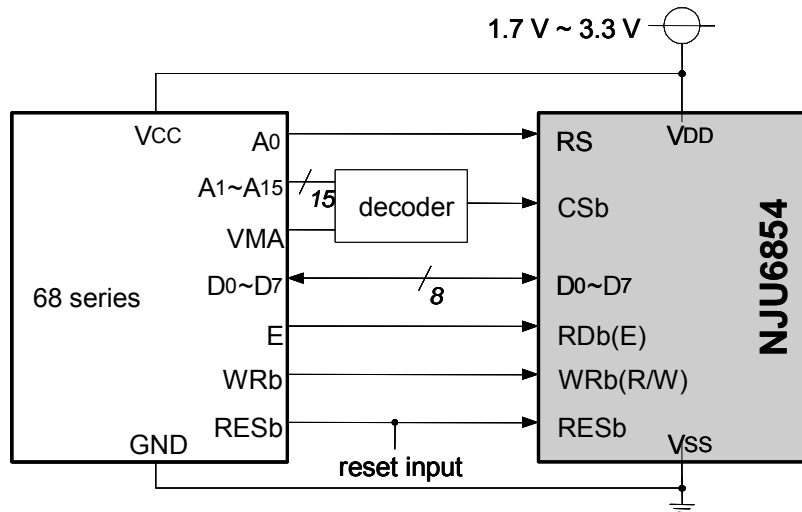 1.7 V ~ 3.3 V
VCC
A0
A1~A15
VMA
D0~D7
E
WRb
RESb
GND
68 series
15
decoder
8
reset input
VDD
RS
CSb
D0~D7
RDb(E)
WRb(R/W)
RESb
VSS
NJU6854